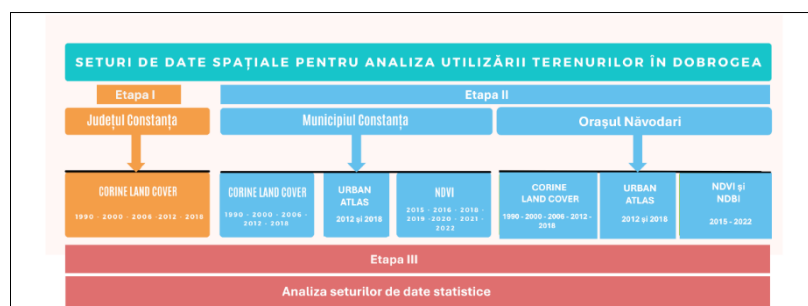 SETURI DE DATE SPAȚIALE PENTRU ANALIZA UTILIZĂRII TERENURILOR ÎN DOBROGEA
Etapa I
Etapa II
Județul Constanța
Municipiul Constanța
Orașul Năvodari
CORINE LAND COVER
1990 - 2000 - 2006 -2012 - 2018
CORINE LAND COVER
1990 - 2000 - 2006 -
2012 - 2018
URBAN
ATLAS
2012 și 2018
NDVI
2015 - 2016 - 2018 -
2019 -2020 - 2021 -
2022
CORINE
LAND COVER
1990 - 2000 - 2006 - 2012 -
2018
URBAN
ATLAS
2012 și 2018
NDVI și
NDBI
2015 - 2022
Etapa III
Analiza seturilor de date statistice